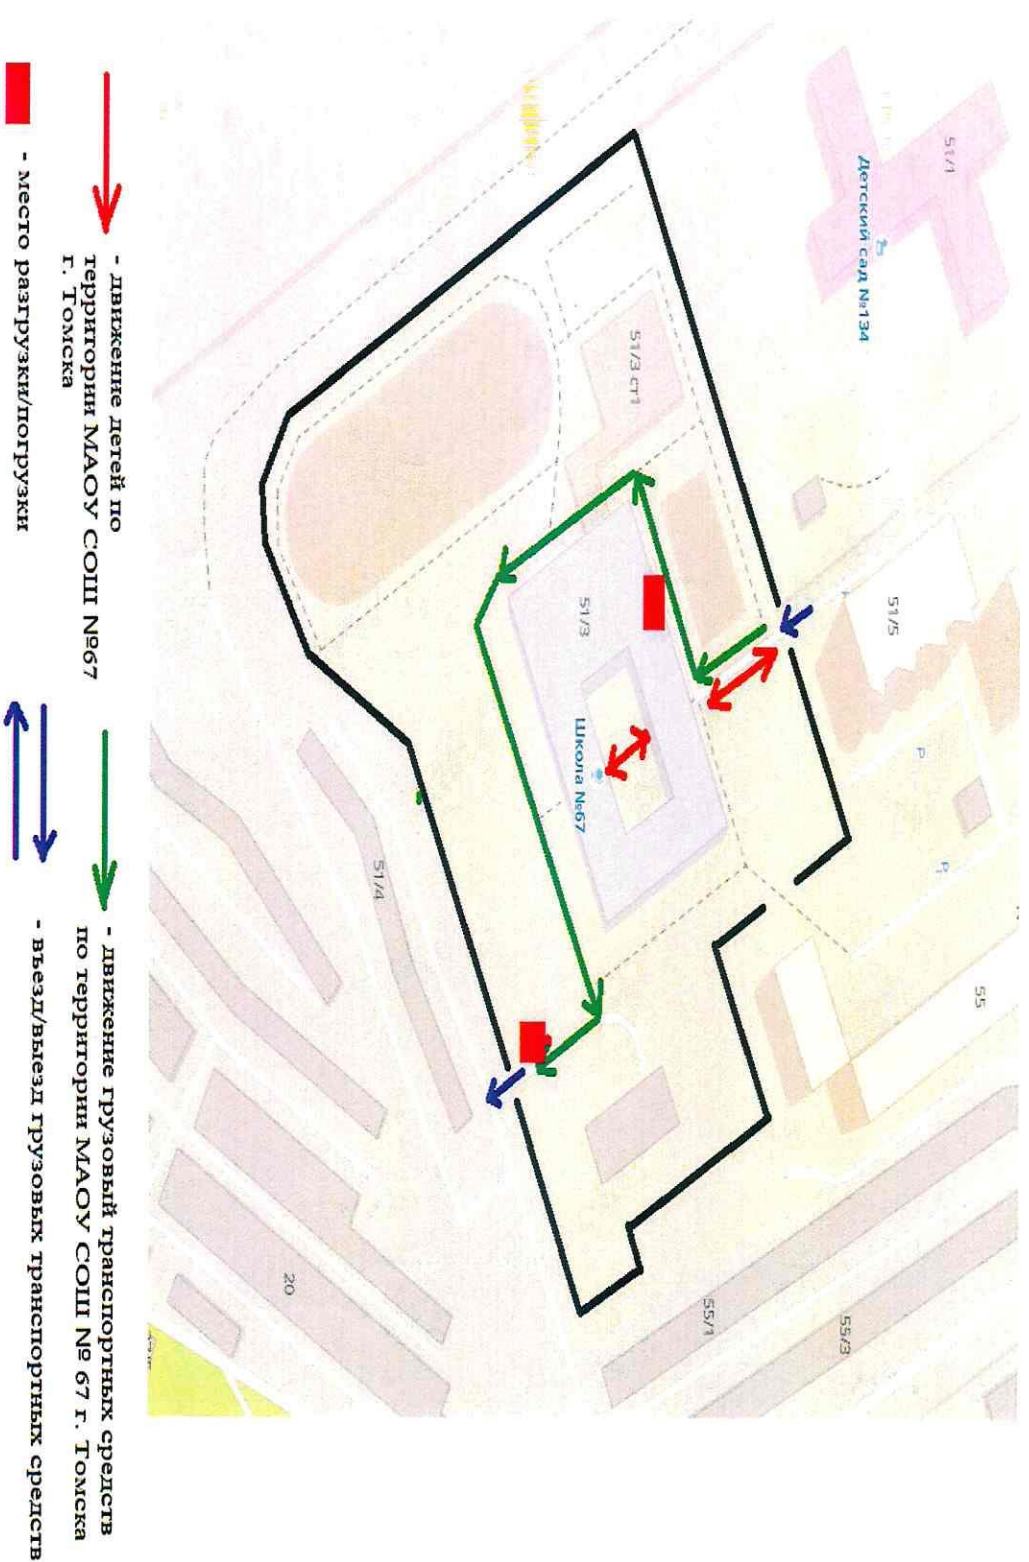 51/1
Детский сад №134
51/5
Р
Р
55
55/3
55/1
51/3 ст1
51/3
Школа №67
51/4
20
- движение детей по
территории МАОУ СОШ №67
г. Томска
- место разгрузки/погрузки
- движение грузовый транспортных средств
по территории МАОУ СОШ № 67 г. Томска
- въезд/выезд грузовых транспортных средств